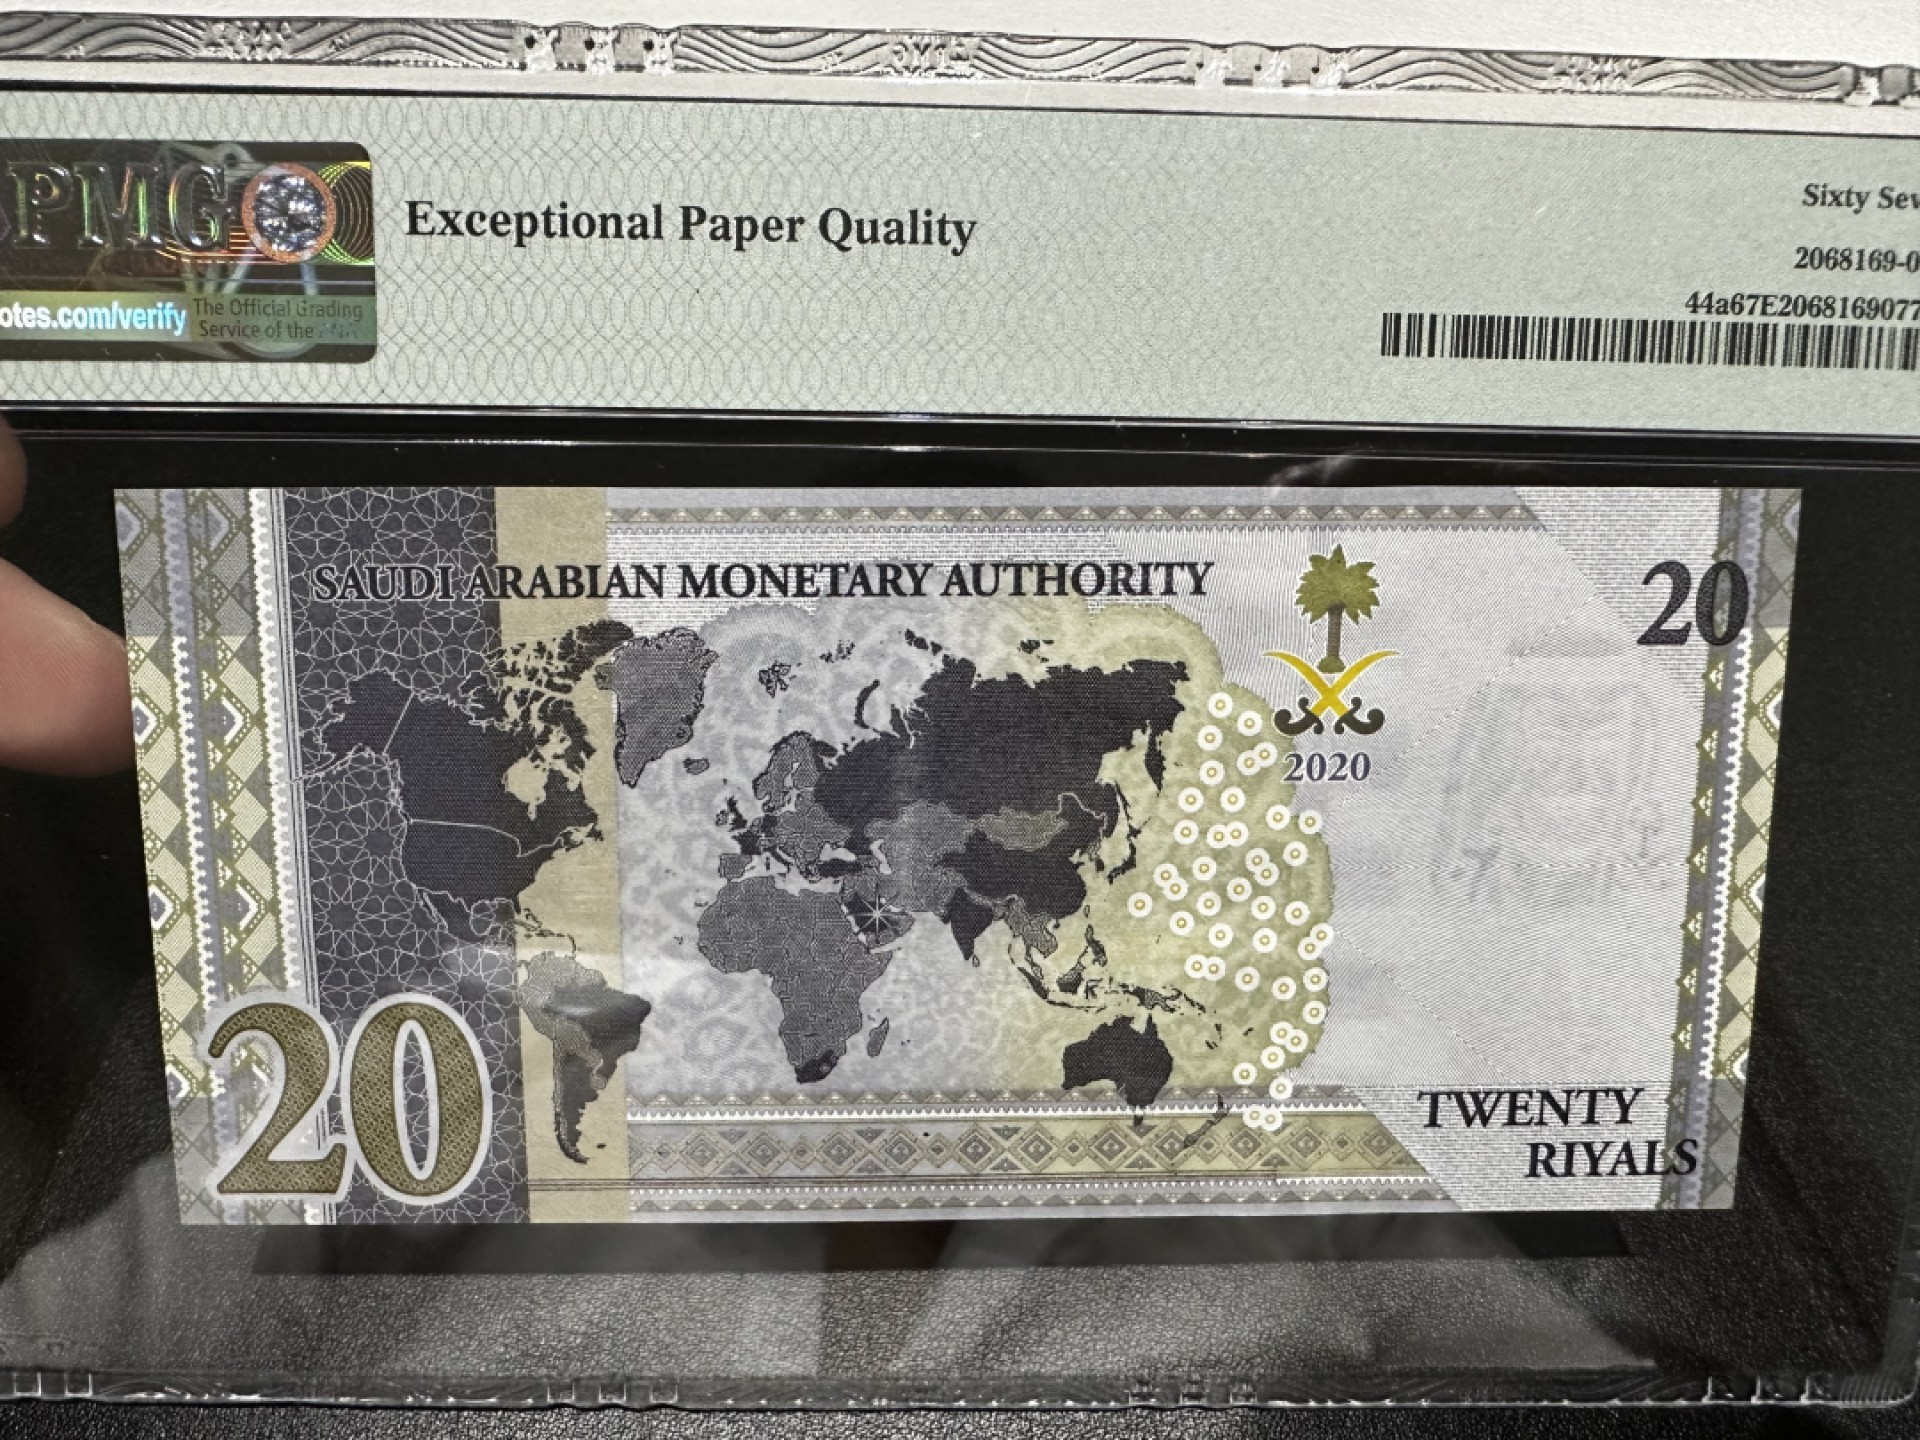 PMG
Exceptional Paper Quality
Sixty Sev
2068169-0
44a67E2068169077
otes.com/verify
The Official Grading
Service of the ANA
SAUDI ARABIAN MONETARY AUTHORITY
20
2020
20
TWENTY
RIYALS